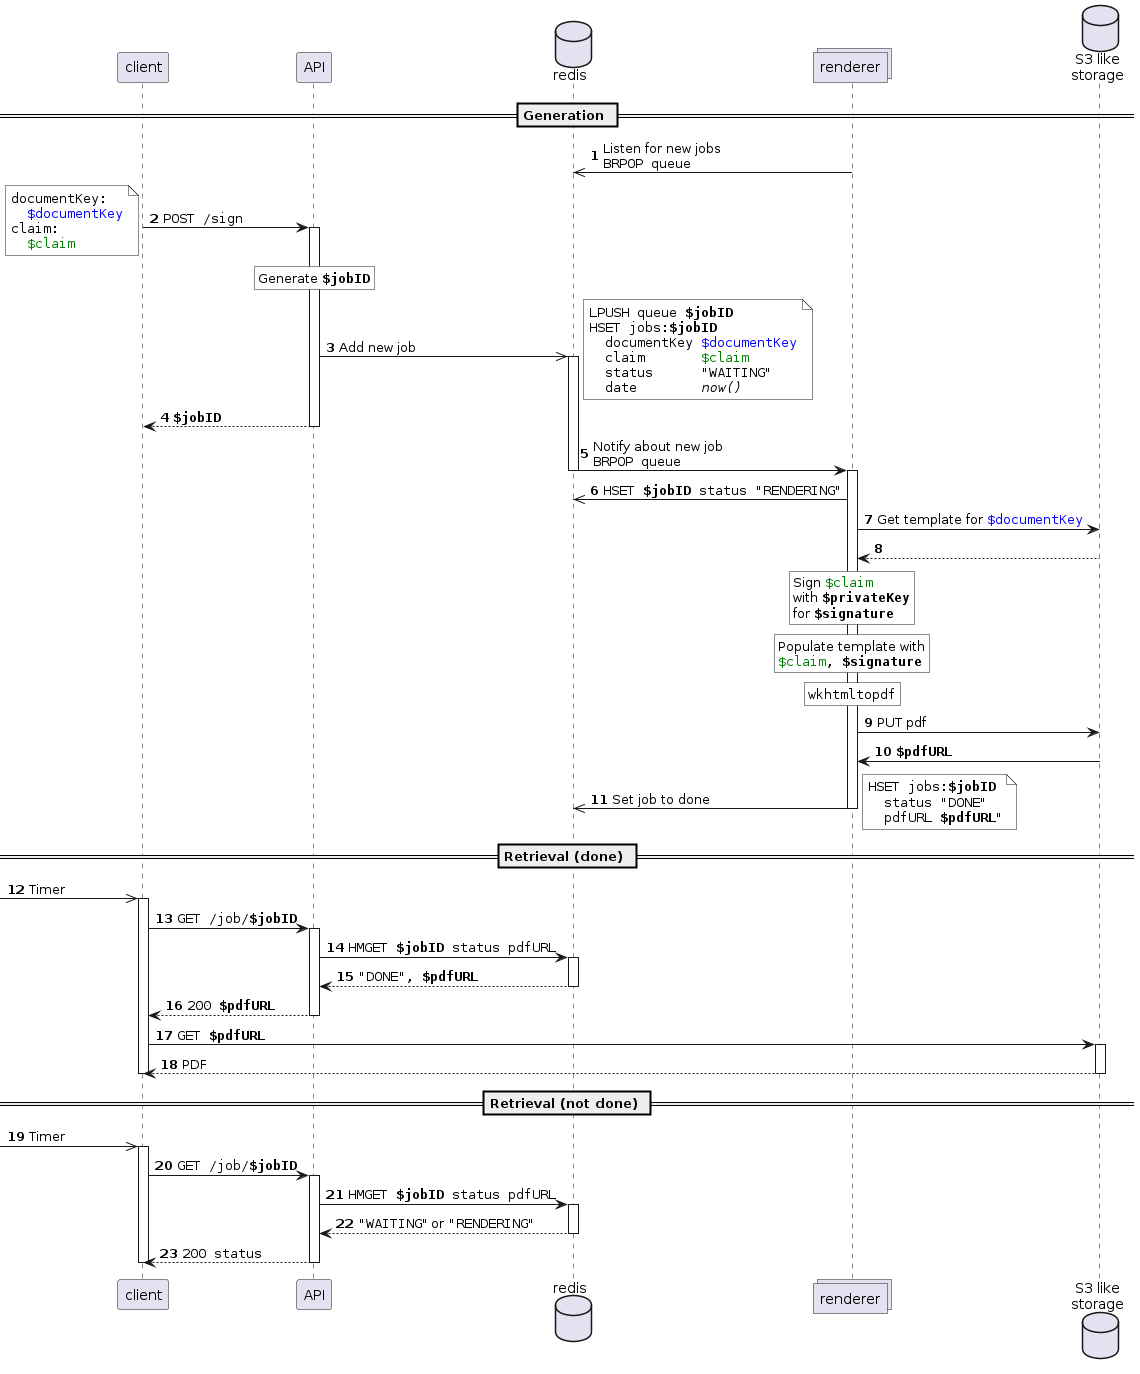 S3 like
storage
client
API
redis
renderer
Generation
1 Listen for new jobs
BRPOP queue
documentKey:
  $documentKey
claim:
  $claim
2 POST /sign
Generate $jobID
LPUSH queue $jobID
HSET jobs:$jobID
  documentKey $documentKey
  claim       $claim
  status      "WAITING"
  date        now()
3 Add new job
4 $jobID
5 Notify about new job
BRPOP queue
6 HSET $jobID status "RENDERING"
7 Get template for $documentKey
8
Sign $claim
with $privateKey
for $signature
Populate template with
$claim, $signature
wkhtmltopdf
9 PUT pdf
10 $pdfURL
HSET jobs:$jobID
  status "DONE"
  pdfURL $pdfURL"
11 Set job to done
Retrieval (done)
12 Timer
13 GET /job/$jobID
14 HMGET $jobID status pdfURL
15 "DONE", $pdfURL
16 200 $pdfURL
17 GET $pdfURL
18 PDF
Retrieval (not done)
19 Timer
20 GET /job/$jobID
21 HMGET $jobID status pdfURL
22 "WAITING" or "RENDERING"
23 200 status
client
API
redis
renderer
S3 like
storage